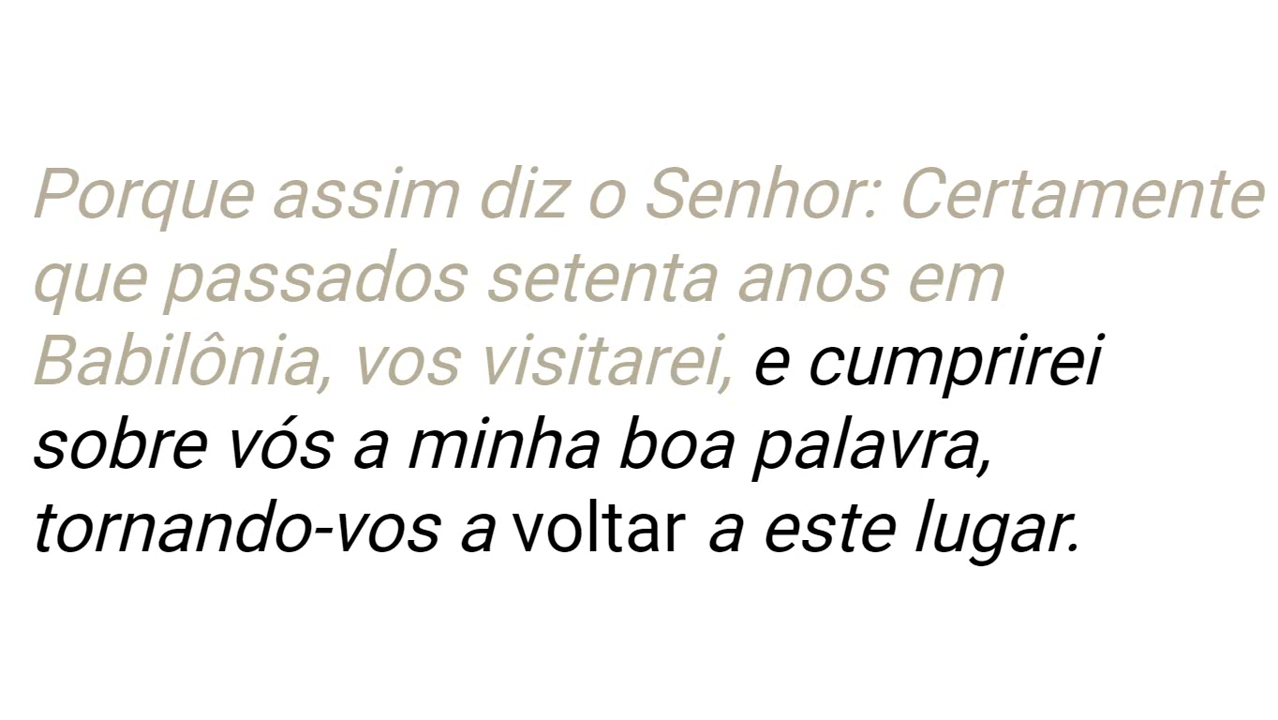 Porque assim diz o Senhor: Certamente
que passados setenta anos em
Babilônia, vos visitarei, e cumprirei
sobre vós a minha boa palavra,
tornando-vos a voltar a este lugar.